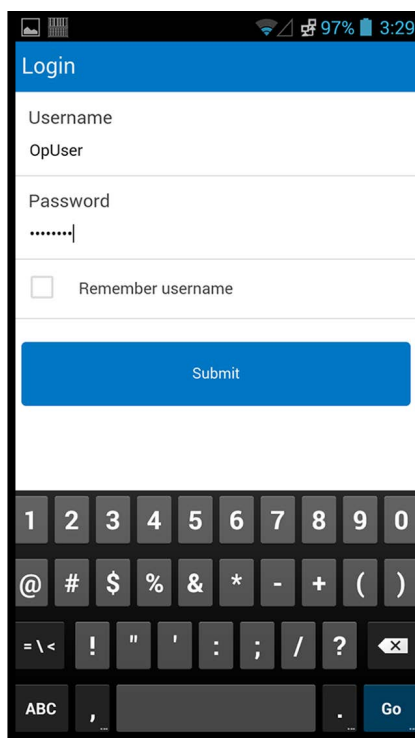 97% 3:29
Login
Username
OpUser
Password
••••••••
Remember username
Submit
1 2 3 4 5 6 7 8 9 0
@ # $ % & * - + ( )
= \ < ! " ' : ; / ?
ABC , . Go